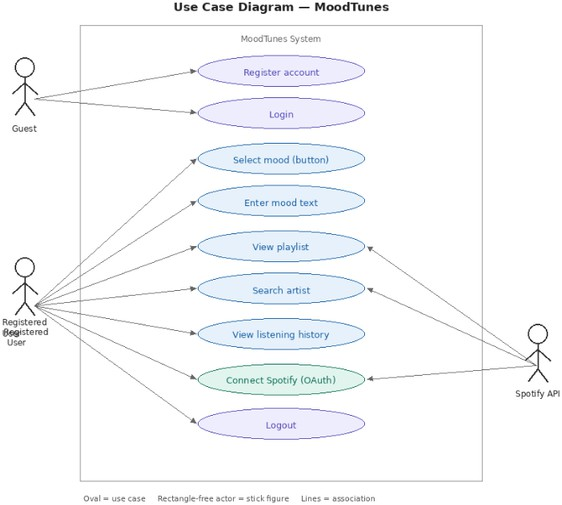 Use Case Diagram — MoodTunes
MoodTunes System
Register account
Login
Guest
Select mood (button)
Enter mood text
View playlist
Search artist
View listening history
Registered
Registered
User
Connect Spotify (OAuth)
Spotify API
Logout
Oval = use case Rectangle-free actor = stick figure Lines = association